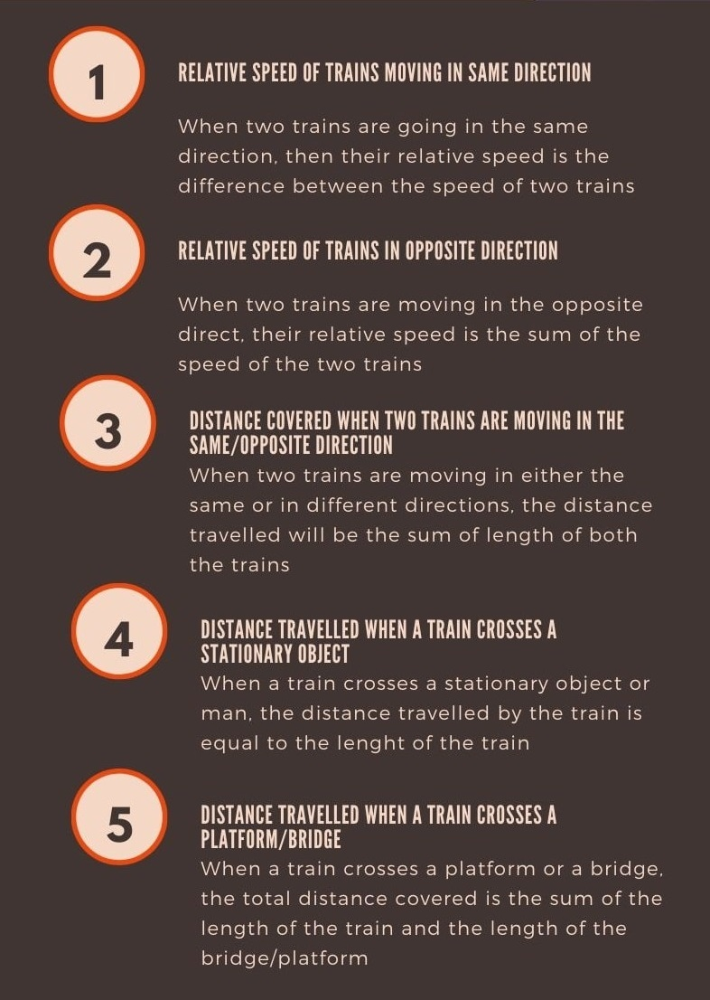 1
RELATIVE SPEED OF TRAINS MOVING IN SAME DIRECTION
When two trains are going in the same
direction, then their relative speed is the
difference between the speed of two trains
2
RELATIVE SPEED OF TRAINS IN OPPOSITE DIRECTION
When two trains are moving in the opposite
direct, their relative speed is the sum of the
speed of the two trains
3
DISTANCE COVERED WHEN TWO TRAINS ARE MOVING IN THE
SAME/OPPOSITE DIRECTION
When two trains are moving in either the
same or in different directions, the distance
travelled will be the sum of length of both
the trains
4
DISTANCE TRAVELLED WHEN A TRAIN CROSSES A
STATIONARY OBJECT
When a train crosses a stationary object or
man, the distance travelled by the train is
equal to the lenght of the train
5
DISTANCE TRAVELLED WHEN A TRAIN CROSSES A
PLATFORM/BRIDGE
When a train crosses a platform or a bridge,
the total distance covered is the sum of the
length of the train and the length of the
bridge/platform